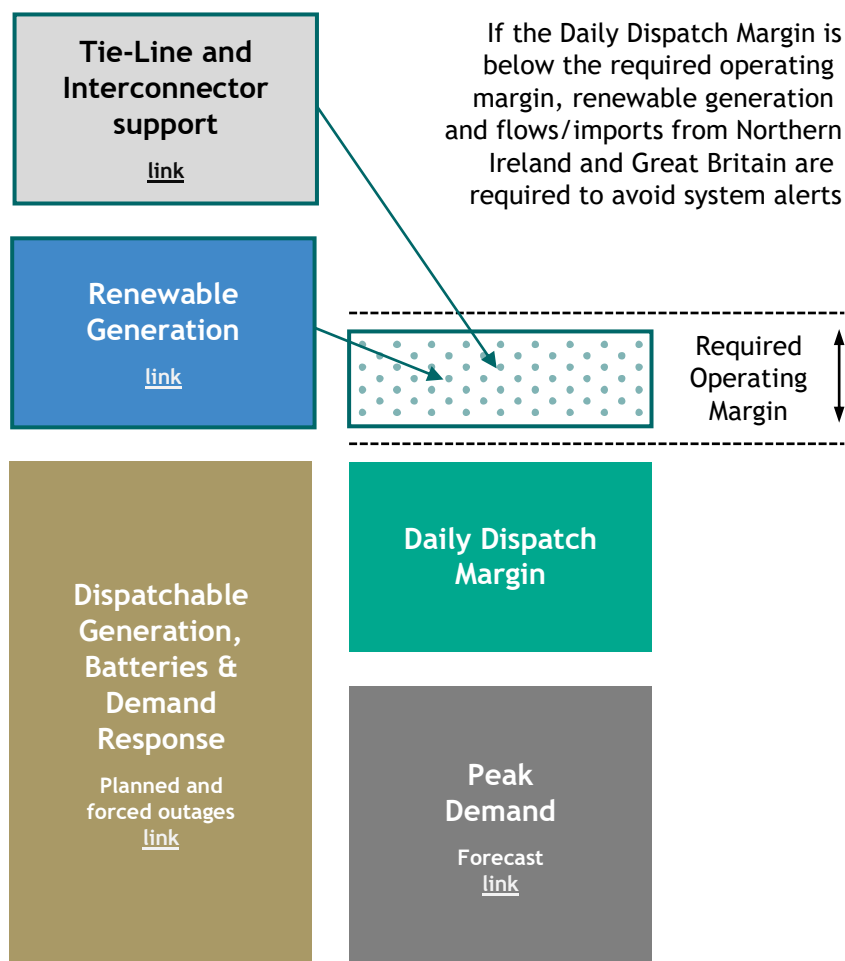 Tie-Line and
Interconnector
support
link
If the Daily Dispatch Margin is
below the required operating
margin, renewable generation
and flows/imports from Northern
Ireland and Great Britain are
required to avoid system alerts
Renewable
Generation
link
Required
Operating
Margin
Dispatchable
Generation,
Batteries &
Demand
Response
Planned and
forced outages
link
Daily Dispatch
Margin
Peak
Demand
Forecast
link